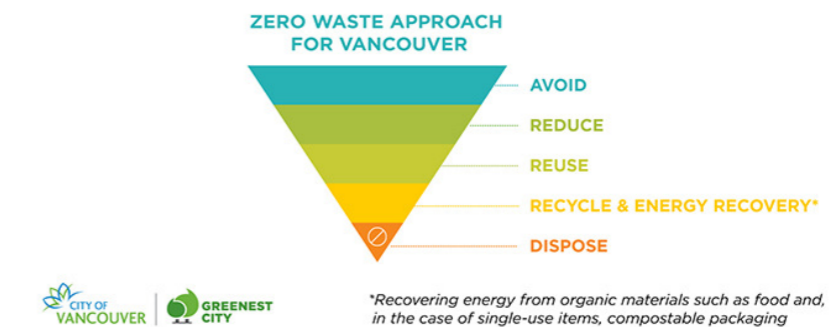 ZERO WASTE APPROACH
FOR VANCOUVER
AVOID
REDUCE
REUSE
RECYCLE & ENERGY RECOVERY*
DISPOSE
CITY OF
VANCOUVER
GREENEST
CITY
*Recovering energy from organic materials such as food and,
in the case of single-use items, compostable packaging